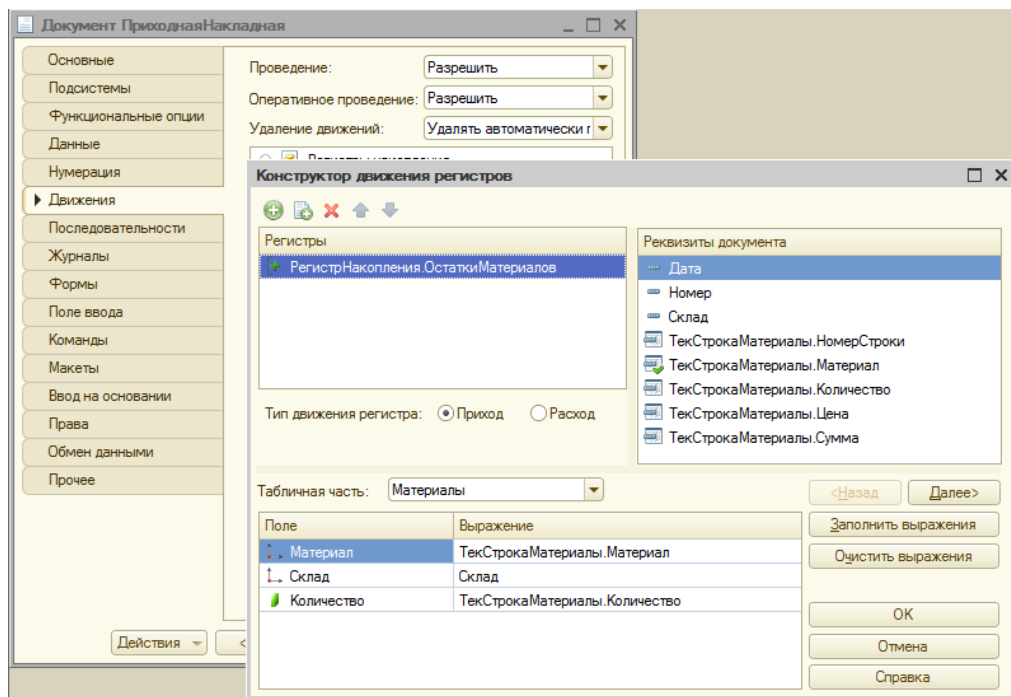 Документ ПриходнаяНакладная
Основные
Подсистемы
Функциональные опции
Данные
Нумерация
Движения
Последовательности
Журналы
Формы
Поле ввода
Команды
Макеты
Ввод на основании
Права
Обмен данными
Прочее
Проведение: Разрешить
Оперативное проведение: Разрешить
Удаление движений: Удалять автоматически г
Действия <
Конструктор движения регистров
Регистры
РегистрНакопления.ОстаткиМатериалов
Тип движения регистра: Приход Расход
Реквизиты документа
Дата
Номер
Склад
ТекСтрокаМатериалы.НомерСтроки
ТекСтрокаМатериалы.Материал
ТекСтрокаМатериалы.Количество
ТекСтрокаМатериалы.Цена
ТекСтрокаМатериалы.Сумма
Табличная часть: Материалы
<Назад Далее>
Поле Выражение
Материал ТекСтрокаМатериалы.Материал
Склад Склад
Количество ТекСтрокаМатериалы.Количество
Заполнить выражения
Очистить выражения
OK
Отмена
Справка